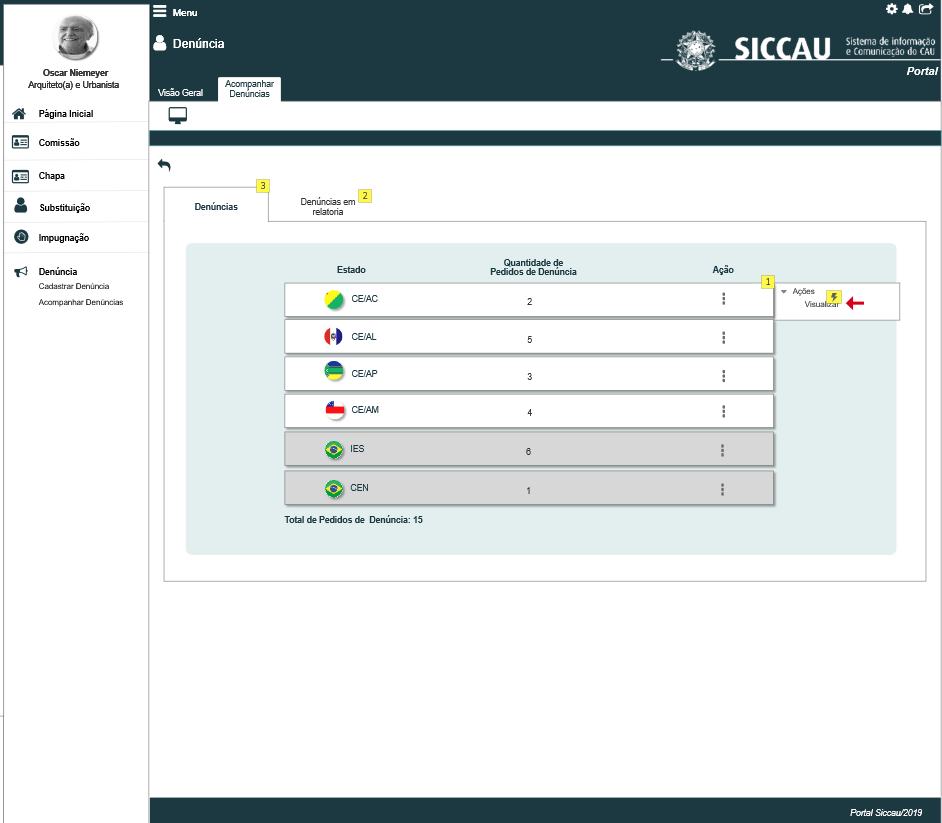 Menu
Denúncia
SICCAU
Sistema de informação
e Comunicação do CAU
Portal
Visão Geral
Acompanhar
Denúncias
Oscar Niemeyer
Arquiteto(a) e Urbanista
Página Inicial
Comissão
Chapa
Substituição
Impugnação
Denúncia
Cadastrar Denúncia
Acompanhar Denúncias
3
Denúncias
2
Denúncias em
relatoria
Estado
Quantidade de
Pedidos de Denúncia
Ação
1
CE/AC 2
Ações
Visualizar
CE/AL 5
CE/AP 3
CE/AM 4
IES 6
CEN 1
Total de Pedidos de Denúncia: 15
Portal Siccau/2019